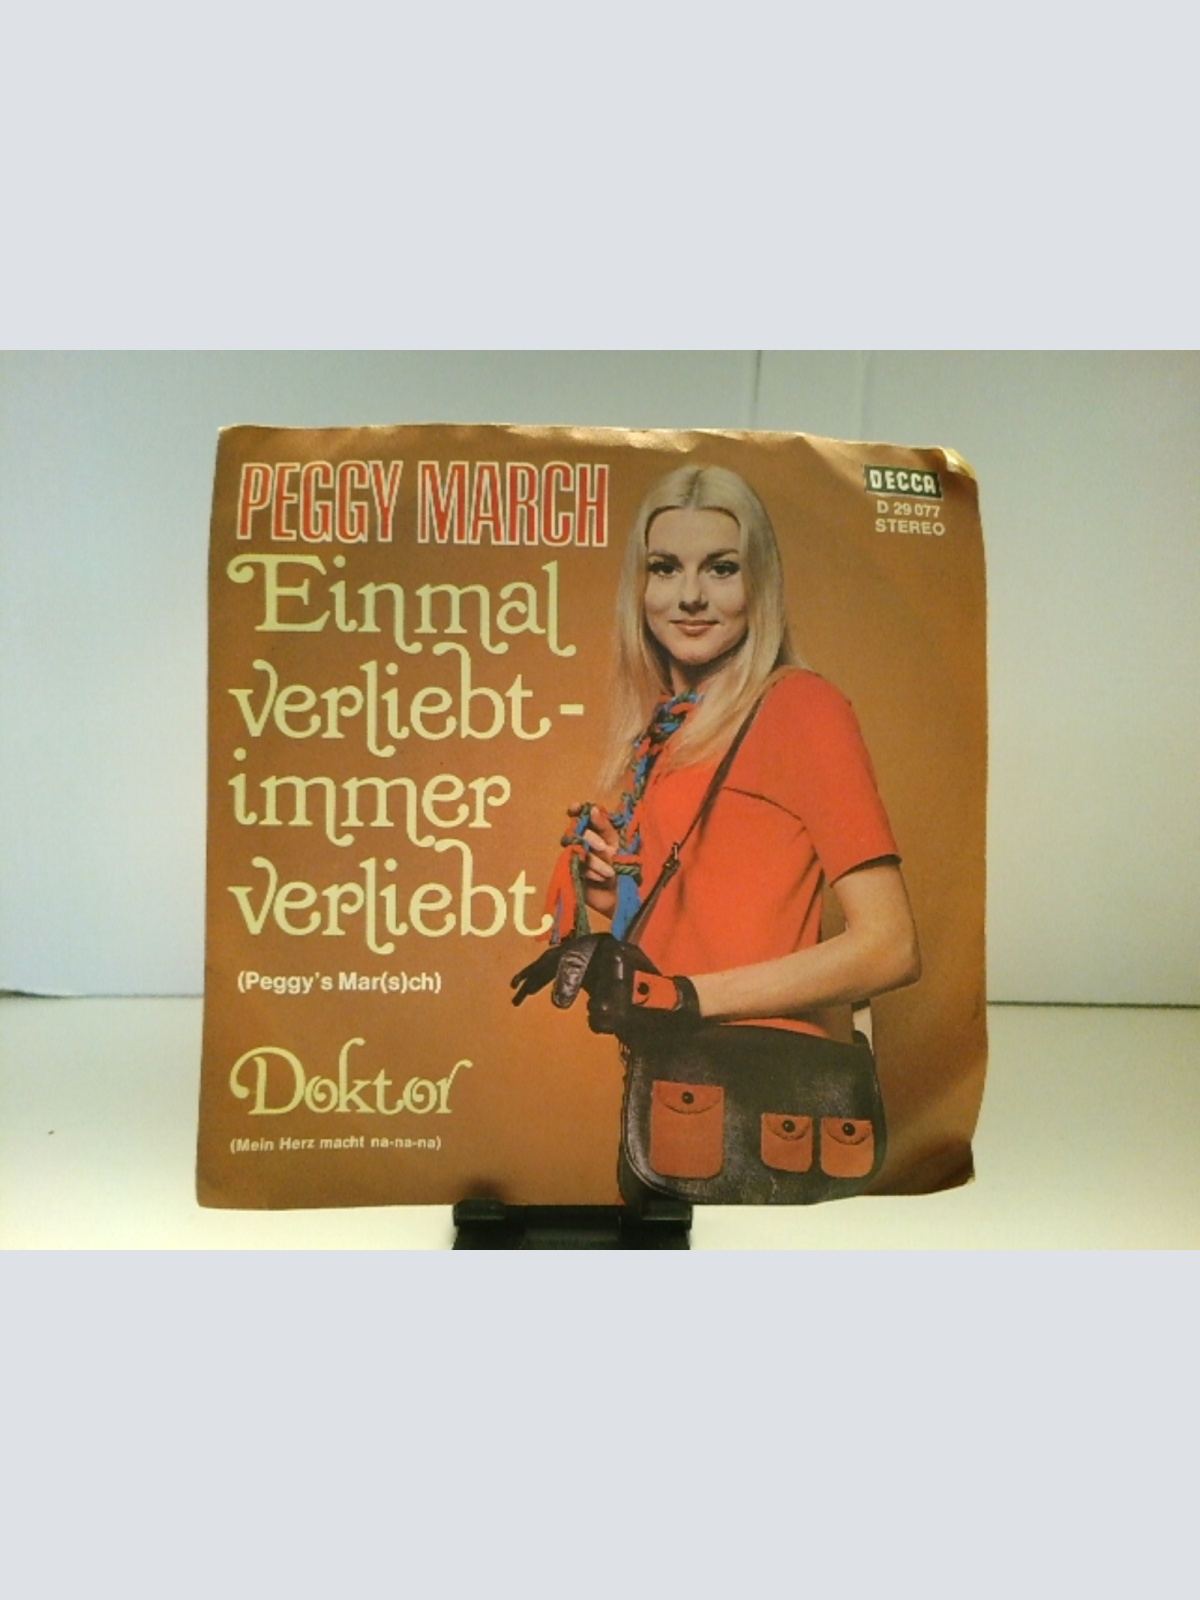 PEGGY MARCH
DECCA
D 29 077
STEREO
Einmal
verliebt-
immer
verliebt
(Peggy's Mar(s)ch)
Doktor
(Mein Herz macht na-na-na)